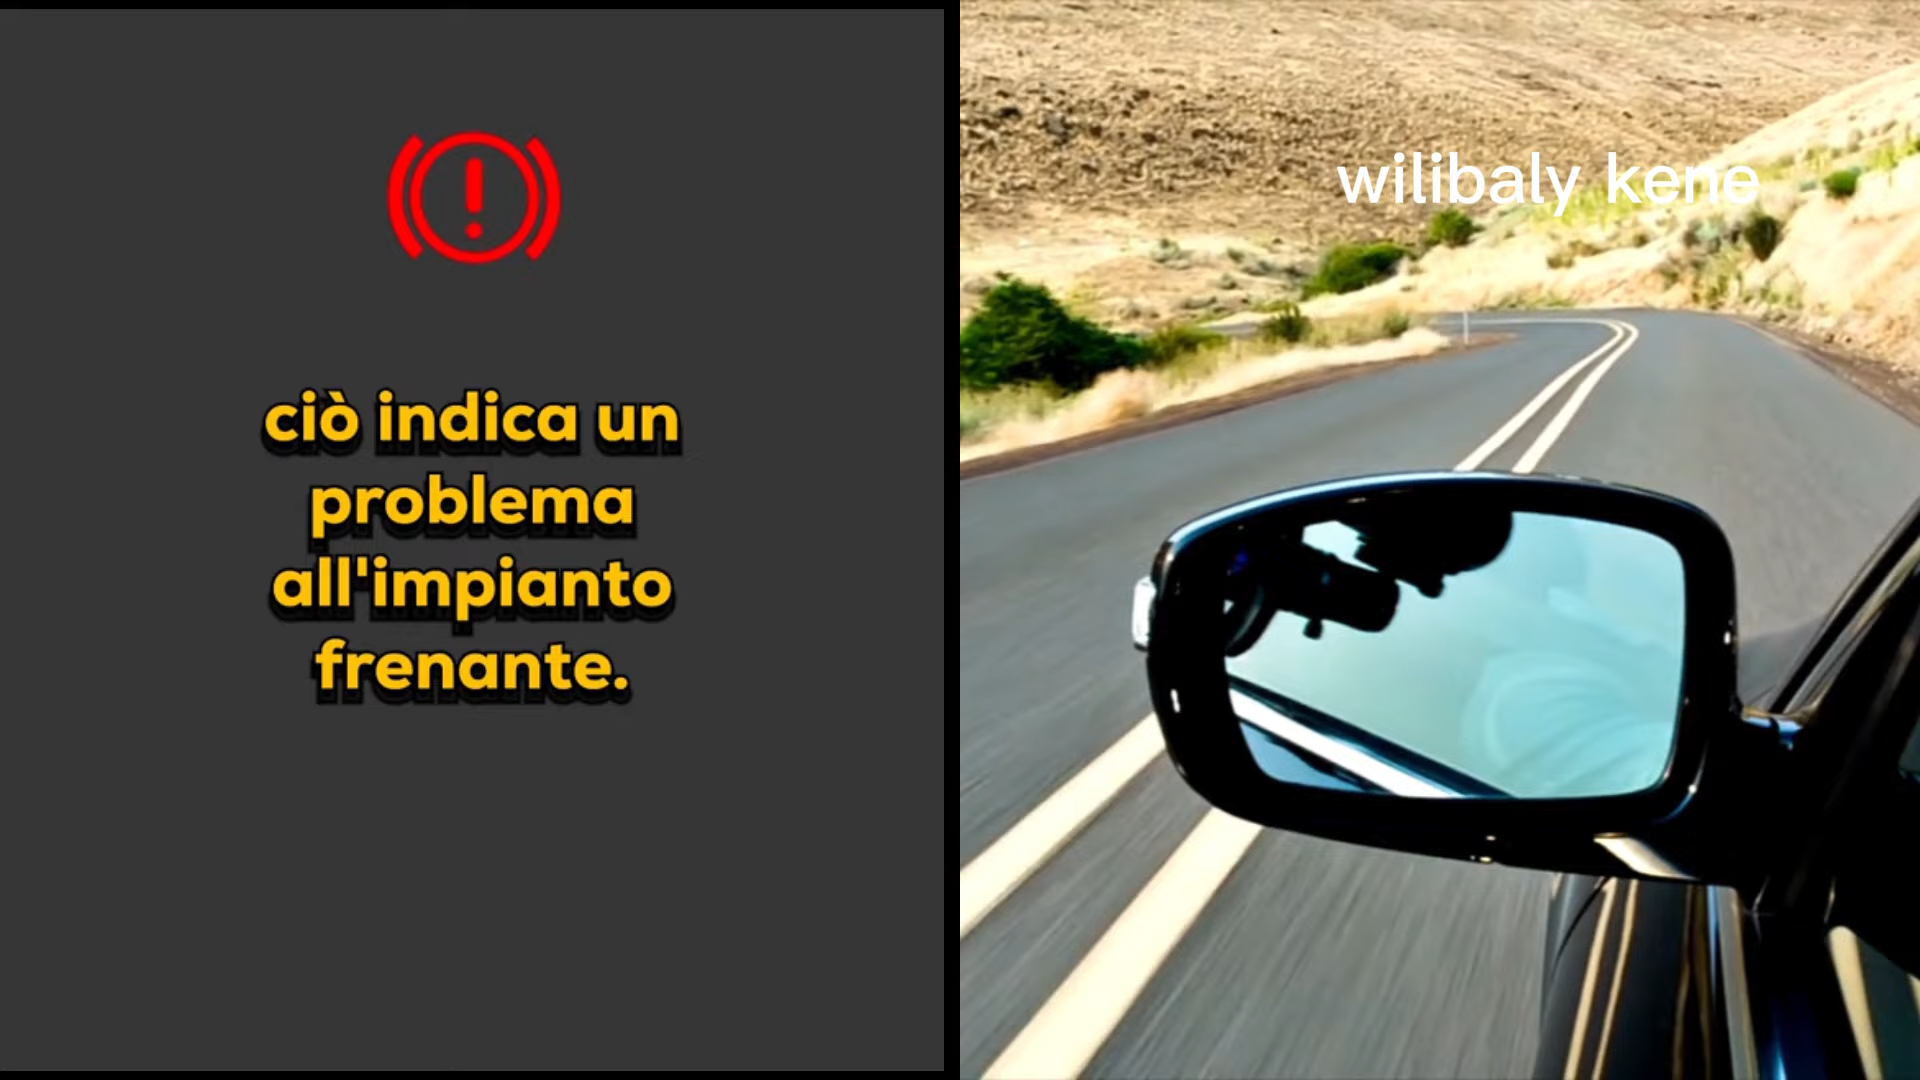 ciò indica un
problema
all'impianto
frenante.
wilibaly kene